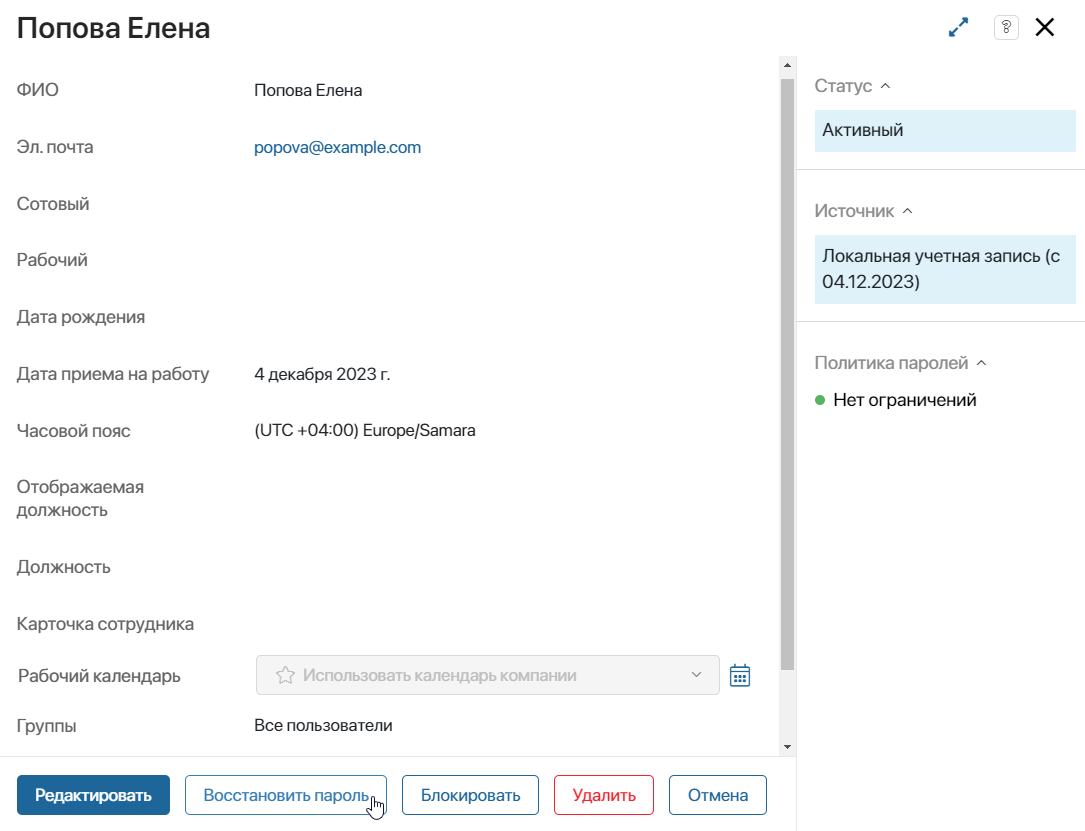 Попова Елена
?
ФИО
Попова Елена
Эл. почта
popova@example.com
Сотовый
Рабочий
Дата рождения
Дата приема на работу
4 декабря 2023 г.
Часовой пояс
(UTC +04:00) Europe/Samara
Отображаемая
должность
Должность
Карточка сотрудника
Рабочий календарь
Использовать календарь компании
Группы
Все пользователи
Редактировать
Восстановить пароль
Блокировать
Удалить
Отмена
Статус
Активный
Источник
Локальная учетная запись (с
04.12.2023)
Политика паролей
Нет ограничений